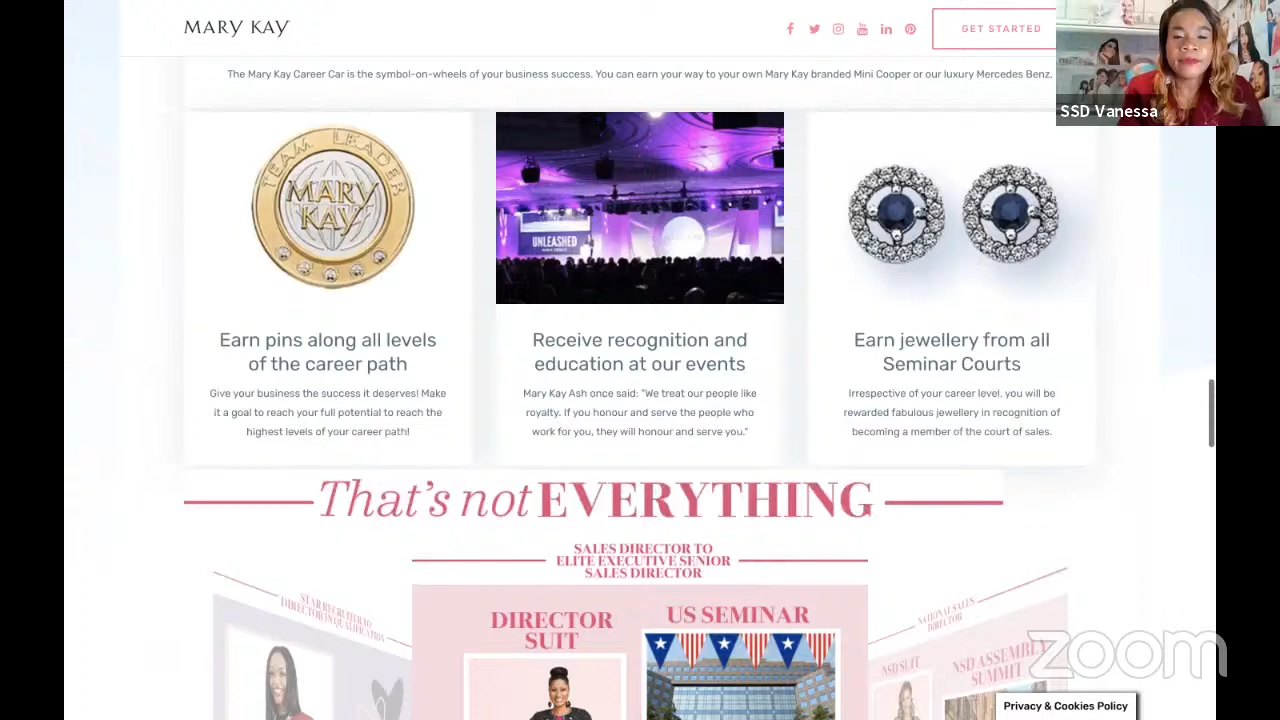 MARY KAY
GET STARTED
SSD Vanessa
The Mary Kay Career Car is the symbol-on-wheels of your business success. You can earn your way to your own Mary Kay branded Mini Cooper or our luxury Mercedes Benz.
TEAM LEADER
MARY
KAY
UNLEASHED
Earn pins along all levels
of the career path
Give your business the success it deserves! Make
it a goal to reach your full potential to reach the
highest levels of your career path!
Receive recognition and
education at our events
Mary Kay Ash once said: "We treat our people like
royalty. If you honour and serve the people who
work for you, they will honour and serve you."
Earn jewellery from all
Seminar Courts
Irrespective of your career level, you will be
rewarded fabulous jewellery in recognition of
becoming a member of the court of sales.
That's not EVERYTHING
STAR RECRUITER TO
DIRECTOR IN QUALIFICATION
SALES DIRECTOR TO
ELITE EXECUTIVE SENIOR
SALES DIRECTOR
DIRECTOR
SUIT
US SEMINAR
NATIONAL SALES
DIRECTOR
NSD SUIT
NSD ASSEMBLY
SUMMIT
zoom
Privacy & Cookies Policy